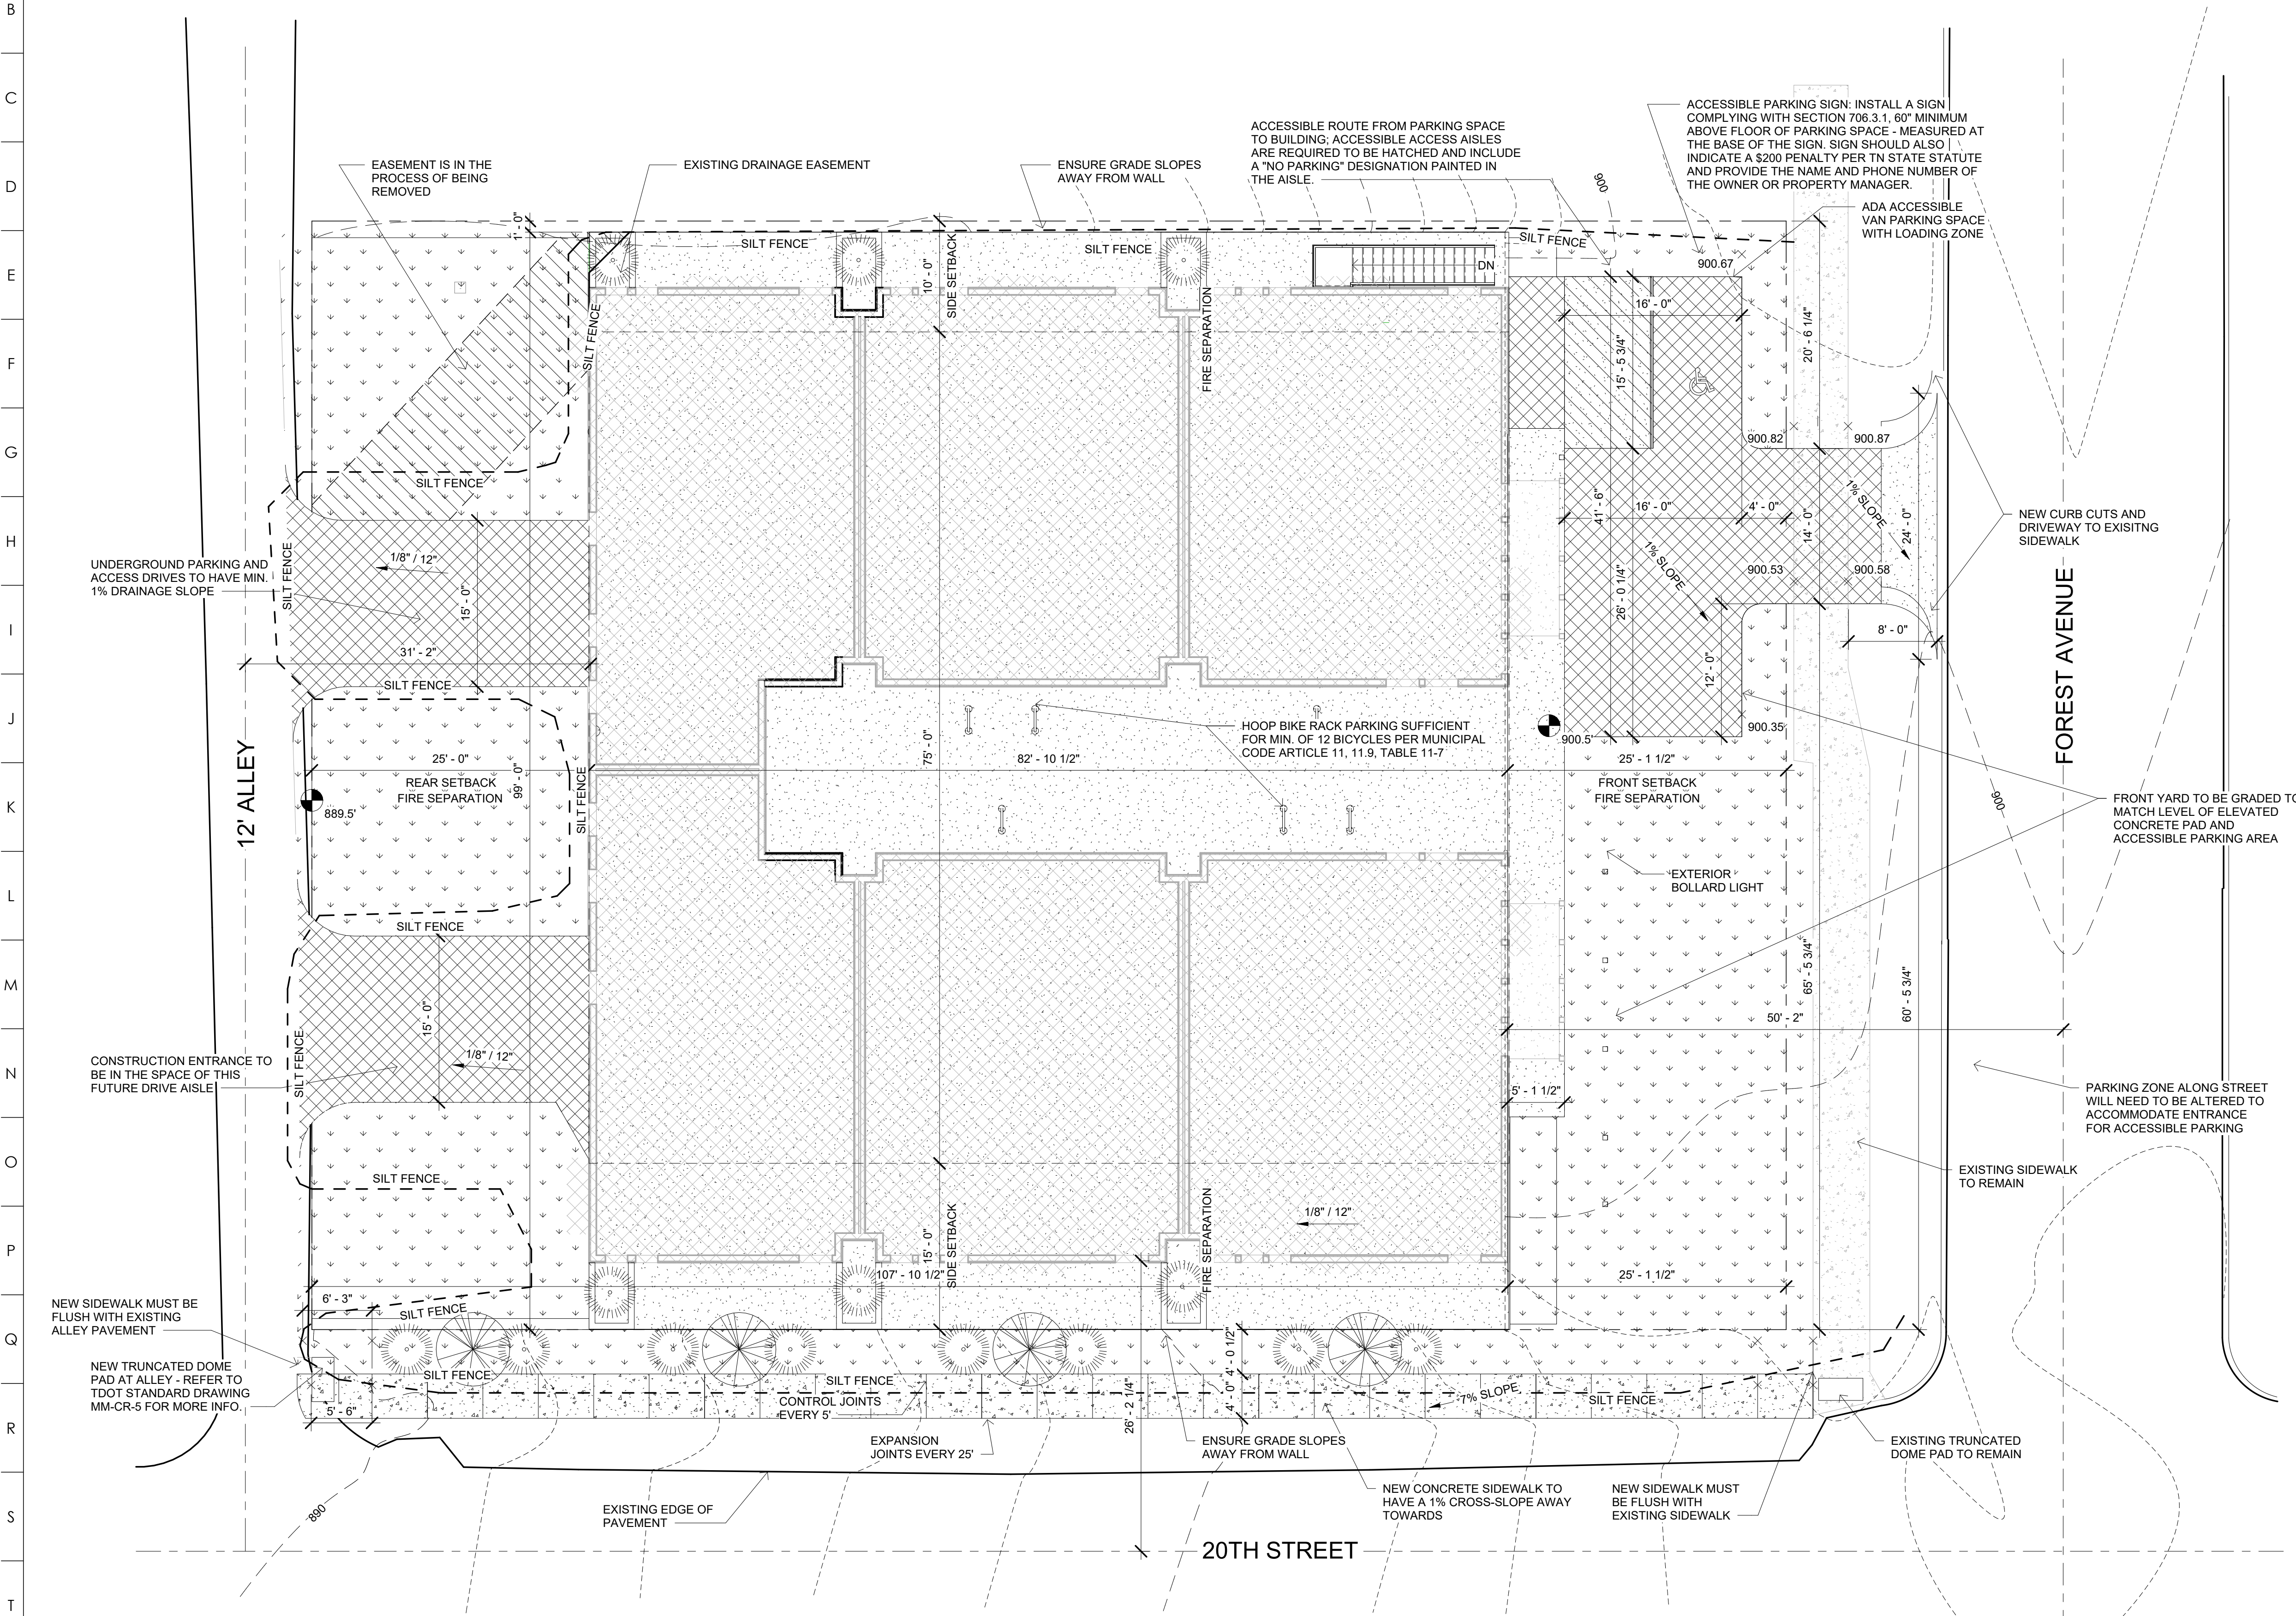 B
C
D
E
F
G
H
I
J
K
L
M
N
O
P
Q
R
S
T
EASEMENT IS IN THE
PROCESS OF BEING
REMOVED
EXISTING DRAINAGE EASEMENT
ENSURE GRADE SLOPES
AWAY FROM WALL
ACCESSIBLE ROUTE FROM PARKING SPACE
TO BUILDING; ACCESSIBLE ACCESS AISLES
ARE REQUIRED TO BE HATCHED AND INCLUDE
A "NO PARKING" DESIGNATION PAINTED IN
THE AISLE.
900
ACCESSIBLE PARKING SIGN: INSTALL A SIGN
COMPLYING WITH SECTION 706.3.1, 60" MINIMUM
ABOVE FLOOR OF PARKING SPACE - MEASURED AT
THE BASE OF THE SIGN. SIGN SHOULD ALSO
INDICATE A $200 PENALTY PER TN STATE STATUTE
AND PROVIDE THE NAME AND PHONE NUMBER OF
THE OWNER OR PROPERTY MANAGER.
ADA ACCESSIBLE
VAN PARKING SPACE
WITH LOADING ZONE
1' - 0"
SILT FENCE
10' - 0"
SIDE SETBACK
SILT FENCE
SILT FENCE
DN
900.67
SILT FENCE
FIRE SEPARATION
16' - 0"
15' - 5 3/4"
20' - 6 1/4"
900.82
900.87
SILT FENCE
1% SLOPE
41' - 6"
16' - 0"
4' - 0"
14' - 0"
24' - 0"
NEW CURB CUTS AND
DRIVEWAY TO EXISITNG
SIDEWALK
UNDERGROUND PARKING AND
ACCESS DRIVES TO HAVE MIN.
1% DRAINAGE SLOPE
SILT FENCE
1/8" / 12"
15' - 0"
31' - 2"
1% SLOPE
900.53
900.58
26' - 0 1/4"
8' - 0"
12' - 0"
FOREST AVENUE
SILT FENCE
HOOP BIKE RACK PARKING SUFFICIENT
FOR MIN. OF 12 BICYCLES PER MUNICIPAL
CODE ARTICLE 11, 11.9, TABLE 11-7
900.35
900.5'
12' ALLEY
25' - 0"
REAR SETBACK
FIRE SEPARATION
99' - 0"
SILT FENCE
75' - 0"
82' - 10 1/2"
25' - 1 1/2"
FRONT SETBACK
FIRE SEPARATION
889.5'
900
FRONT YARD TO BE GRADED TO
MATCH LEVEL OF ELEVATED
CONCRETE PAD AND
ACCESSIBLE PARKING AREA
EXTERIOR
BOLLARD LIGHT
SILT FENCE
65' - 5 3/4"
60' - 5 3/4"
50' - 2"
15' - 0"
1/8" / 12"
SILT FENCE
CONSTRUCTION ENTRANCE TO
BE IN THE SPACE OF THIS
FUTURE DRIVE AISLE
5' - 1 1/2"
PARKING ZONE ALONG STREET
WILL NEED TO BE ALTERED TO
ACCOMMODATE ENTRANCE
FOR ACCESSIBLE PARKING
SILT FENCE
EXISTING SIDEWALK
TO REMAIN
1/8" / 12"
15' - 0"
SIDE SETBACK
FIRE SEPARATION
107' - 10 1/2"
25' - 1 1/2"
6' - 3"
SILT FENCE
NEW SIDEWALK MUST BE
FLUSH WITH EXISTING
ALLEY PAVEMENT
NEW TRUNCATED DOME
PAD AT ALLEY - REFER TO
TDOT STANDARD DRAWING
MM-CR-5 FOR MORE INFO.
5' - 6"
SILT FENCE
SILT FENCE
CONTROL JOINTS
EVERY 5'
4' - 0 1/2"
4' - 0"
26' - 2 1/4"
7% SLOPE
SILT FENCE
EXPANSION
JOINTS EVERY 25'
ENSURE GRADE SLOPES
AWAY FROM WALL
EXISTING TRUNCATED
DOME PAD TO REMAIN
890
EXISTING EDGE OF
PAVEMENT
NEW CONCRETE SIDEWALK TO
HAVE A 1% CROSS-SLOPE AWAY
TOWARDS
NEW SIDEWALK MUST
BE FLUSH WITH
EXISTING SIDEWALK
20TH STREET